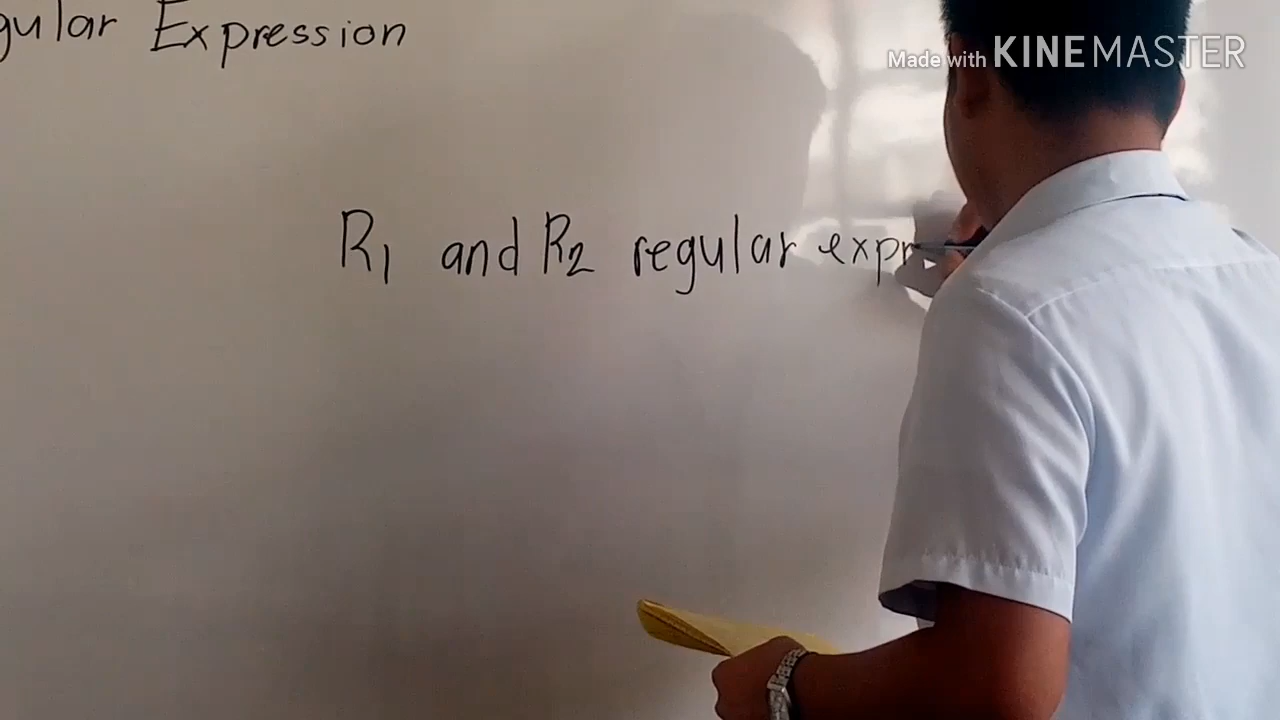 gular Expression
Made with KINEMASTER
R₁ and R₂ regular expr